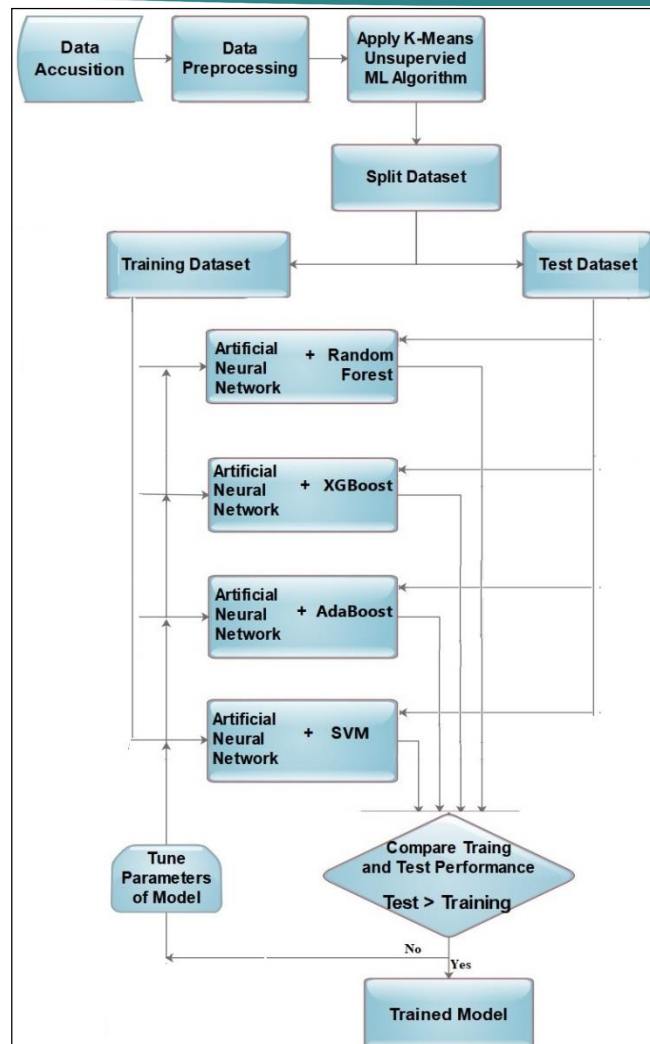 Data
Accusition
Data
Preprocessing
Apply K-Means
Unsupervied
ML Algorithm
Split Dataset
Training Dataset
Test Dataset
Artificial
Neural
Network
+ Random
Forest
Artificial
Neural
Network
+ XGBoost
Artificial
Neural
Network
+ AdaBoost
Artificial
Neural
Network
+ SVM
Tune
Parameters
of Model
Compare Traing
and Test Performance
Test > Training
No
Yes
Trained Model